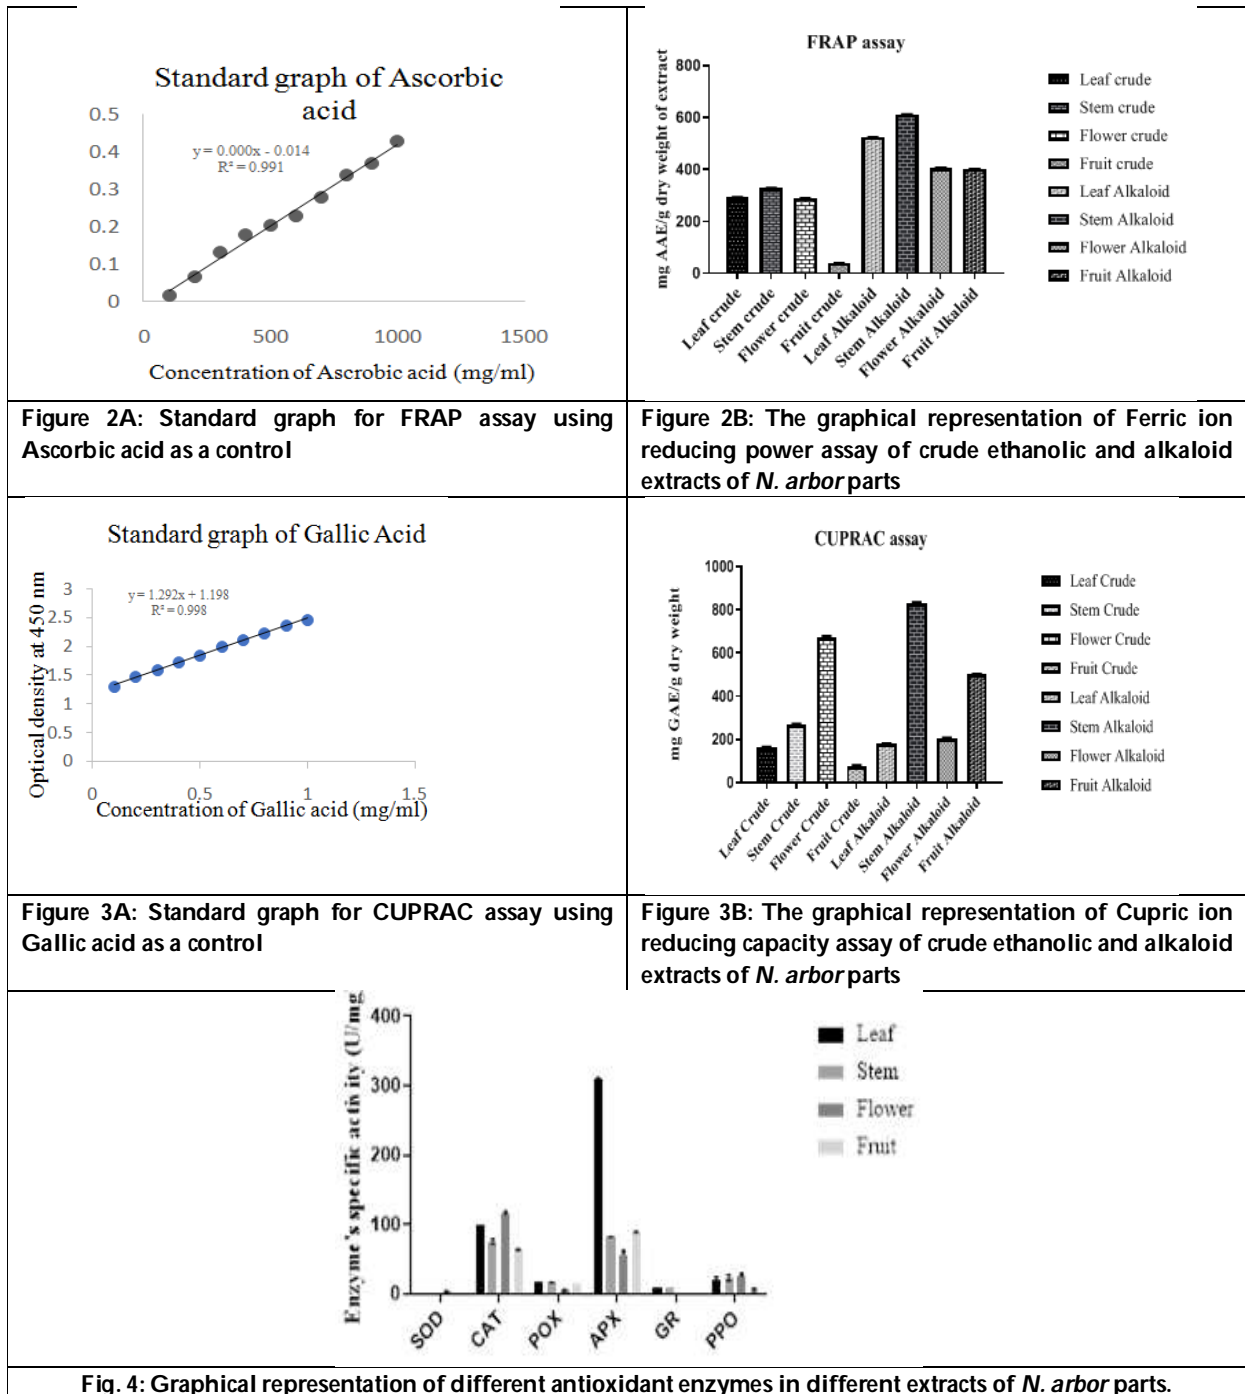 Standard graph of Ascorbic
acid
0.5
0.4
0.3
0.2
0.1
0
y = 0.000x - 0.014
R² = 0.991
0
500
1000
1500
Concentration of Ascrobic acid (mg/ml)
FRAP assay
mg AAE/g dry weight of extract
800
600
400
200
0
Leaf crude
Stem crude
Flower crude
Fruit crude
Leaf Alkaloid
Stem Alkaloid
Flower Alkaloid
Fruit Alkaloid
Leaf crude
Stem crude
Flower crude
Fruit crude
Leaf Alkaloid
Stem Alkaloid
Flower Alkaloid
Fruit Alkaloid
Figure 2A: Standard graph for FRAP assay using
Ascorbic acid as a control
Figure 2B: The graphical representation of Ferric ion
reducing power assay of crude ethanolic and alkaloid
extracts of N. arbor parts
Standard graph of Gallic Acid
Optical density at 450 nm
3
2.5
2
1.5
1
0.5
0
y = 1.292x + 1.198
R² = 0.998
0
0.5
1
1.5
Concentration of Gallic acid (mg/ml)
CUPRAC assay
mg GAE/g dry weight
1000
800
600
400
200
0
Leaf Crude
Stem Crude
Flower Crude
Fruit Crude
Leaf Alkaloid
Stem Alkaloid
Flower Alkaloid
Fruit Alkaloid
Leaf Crude
Stem Crude
Flower Crude
Fruit Crude
Leaf Alkaloid
Stem Alkaloid
Flower Alkaloid
Fruit Alkaloid
Figure 3A: Standard graph for CUPRAC assay using
Gallic acid as a control
Figure 3B: The graphical representation of Cupric ion
reducing capacity assay of crude ethanolic and alkaloid
extracts of N. arbor parts
Enzyme's specific activity (U/mg
400
300
200
100
0
SOD
CAT
POX
APX
GR
PPO
Leaf
Stem
Flower
Fruit
Fig. 4: Graphical representation of different antioxidant enzymes in different extracts of N. arbor parts.